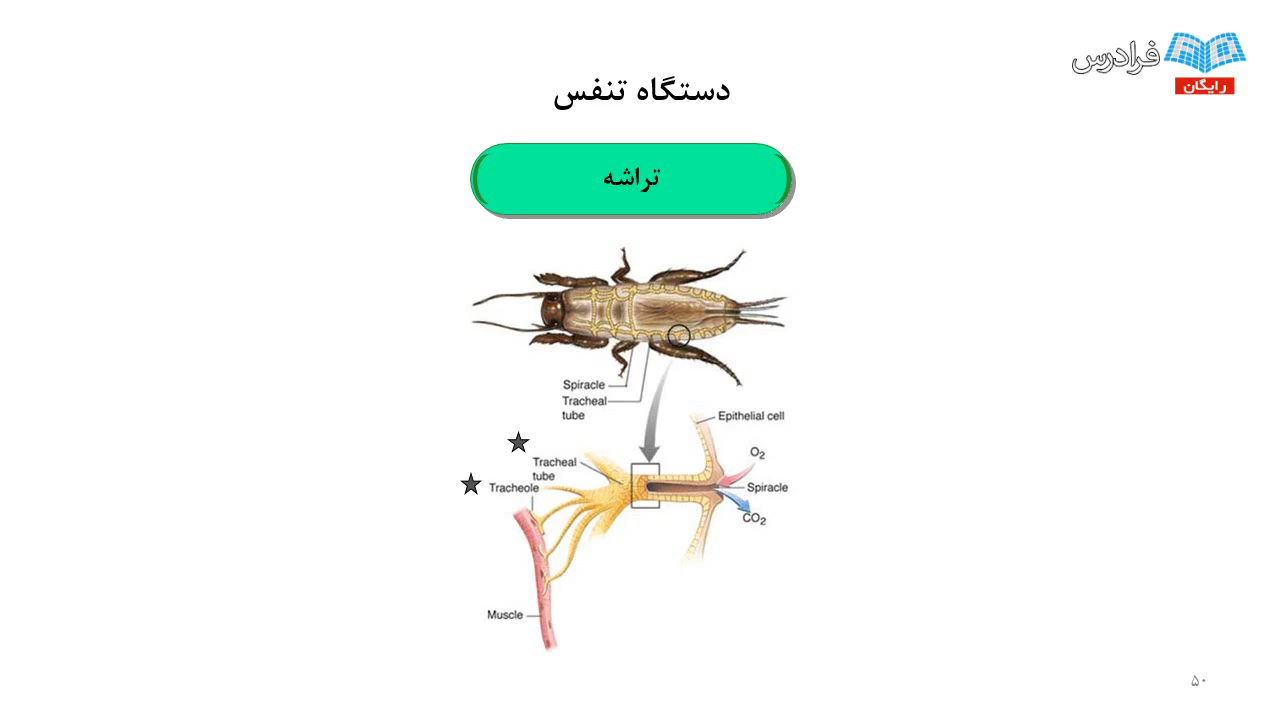 فرادرس
رایگان
دستگاه تنفس
تراشه
Spiracle
Tracheal
tube
Epithelial cell
O2
Tracheal
tube
Tracheole
Spiracle
CO2
Muscle
۵۰